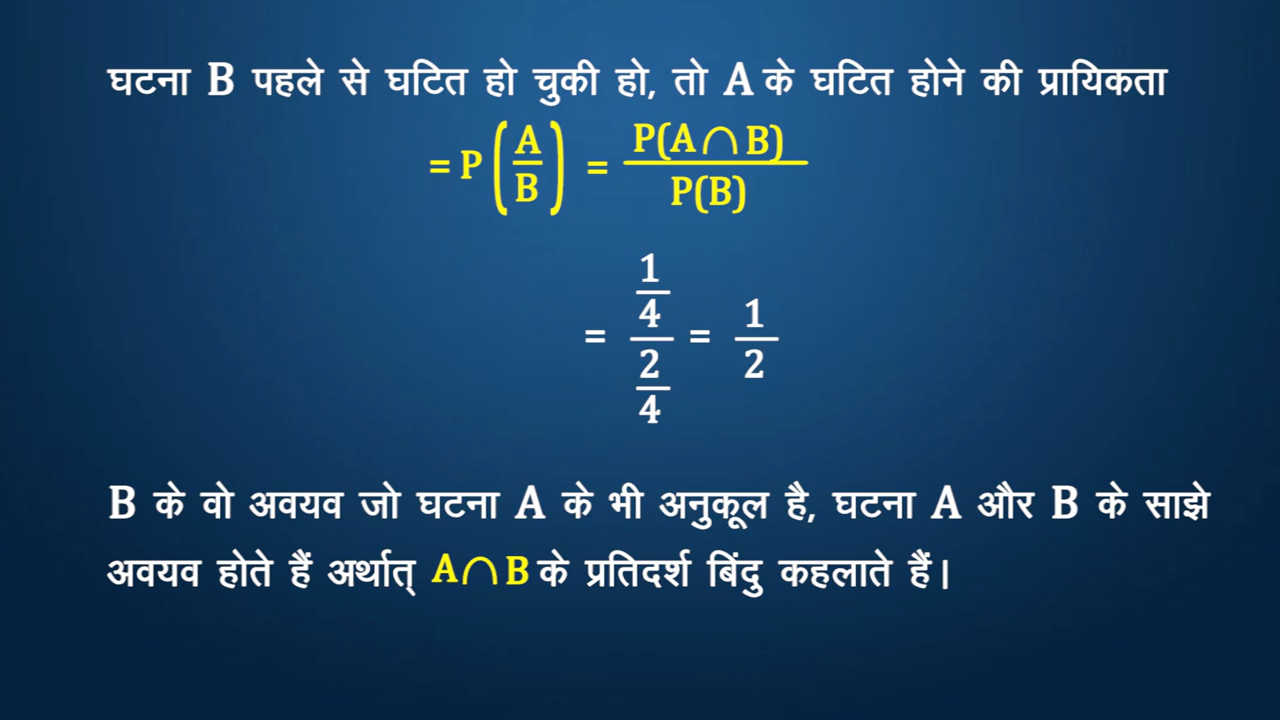 घटना B पहले से घटित हो चुकी हो, तो A के घटित होने की प्रायिकता
= P(A/B) = P(A∩B)/P(B)
= (1/4)/(2/4) = 1/2
B के वो अवयव जो घटना A के भी अनुकूल है, घटना A और B के साझे
अवयव होते हैं अर्थात् A∩B के प्रतिदर्श बिंदु कहलाते हैं।